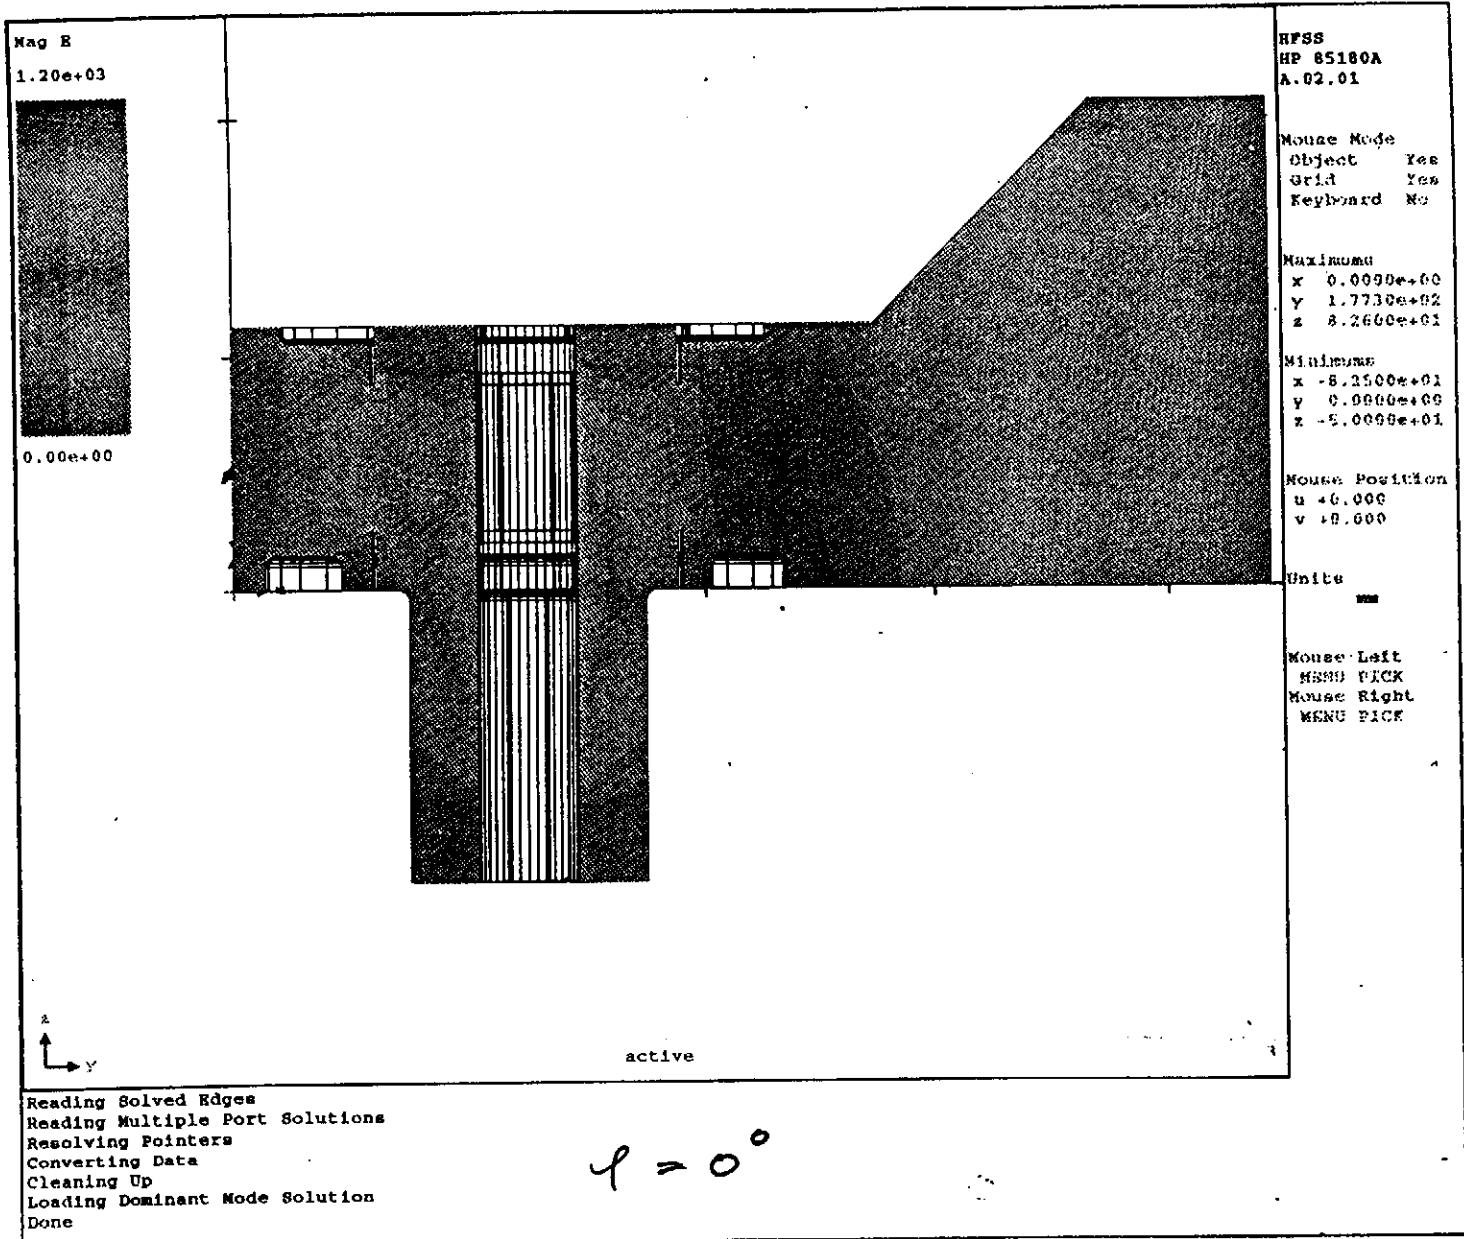 Mag E
1.20e+03
0.00e+00
HFSS
HP 85180A
A.02.01
Mouse Mode
Object Yes
Grid Yes
Keyboard No
Maximums
x 0.0000e+00
y 1.7730e+02
z 8.2600e+01
Minimums
x -8.2500e+01
y 0.0000e+00
z -5.0000e+01
Mouse Position
u +0.000
v +0.000
Units
mm
Mouse Left
MENU PICK
Mouse Right
MENU PICK
z
Y
active
Reading Solved Edges
Reading Multiple Port Solutions
Resolving Pointers
Converting Data
Cleaning Up
Loading Dominant Mode Solution
Done
φ = 0°